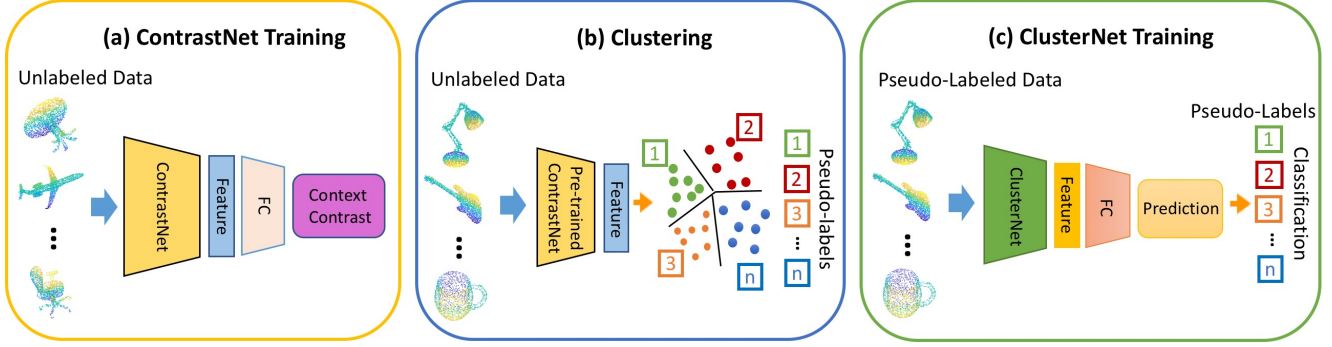 (a) ContrastNet Training
Unlabeled Data
ContrastNet
Feature
FC
Context
Contrast
...
(b) Clustering
Unlabeled Data
...
Pre-trained
ContrastNet
Feature
1
2
3
n
1
2
3
...
n
Pseudo-labels
(c) ClusterNet Training
Pseudo-Labeled Data
...
ClusterNet
Feature
FC
Prediction
Pseudo-Labels
1
2
3
...
n
Classification